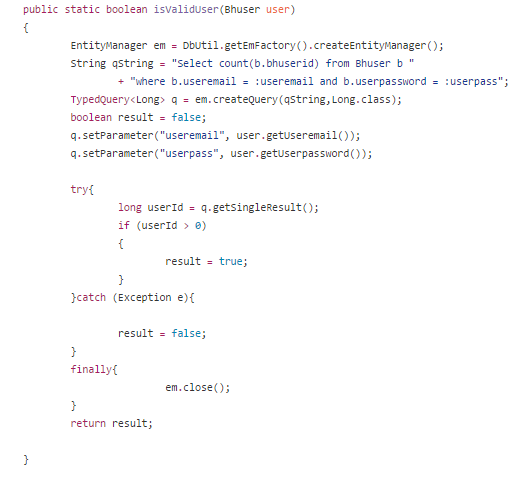 public static boolean isValidUser(Bhuser user)
{
EntityManager em = DbUtil.getEmFactory().createEntityManager();
String qString = "Select count(b.bhuserid) from Bhuser b "
+ "where b.useremail = :useremail and b.userpassword = :userpass";
TypedQuery<Long> q = em.createQuery(qString,Long.class);
boolean result = false;
q.setParameter("useremail", user.getUseremail());
q.setParameter("userpass", user.getUserpassword());
try{
long userId = q.getSingleResult();
if (userId > 0)
{
result = true;
}
}catch (Exception e){
result = false;
}
finally{
em.close();
}
return result;
}